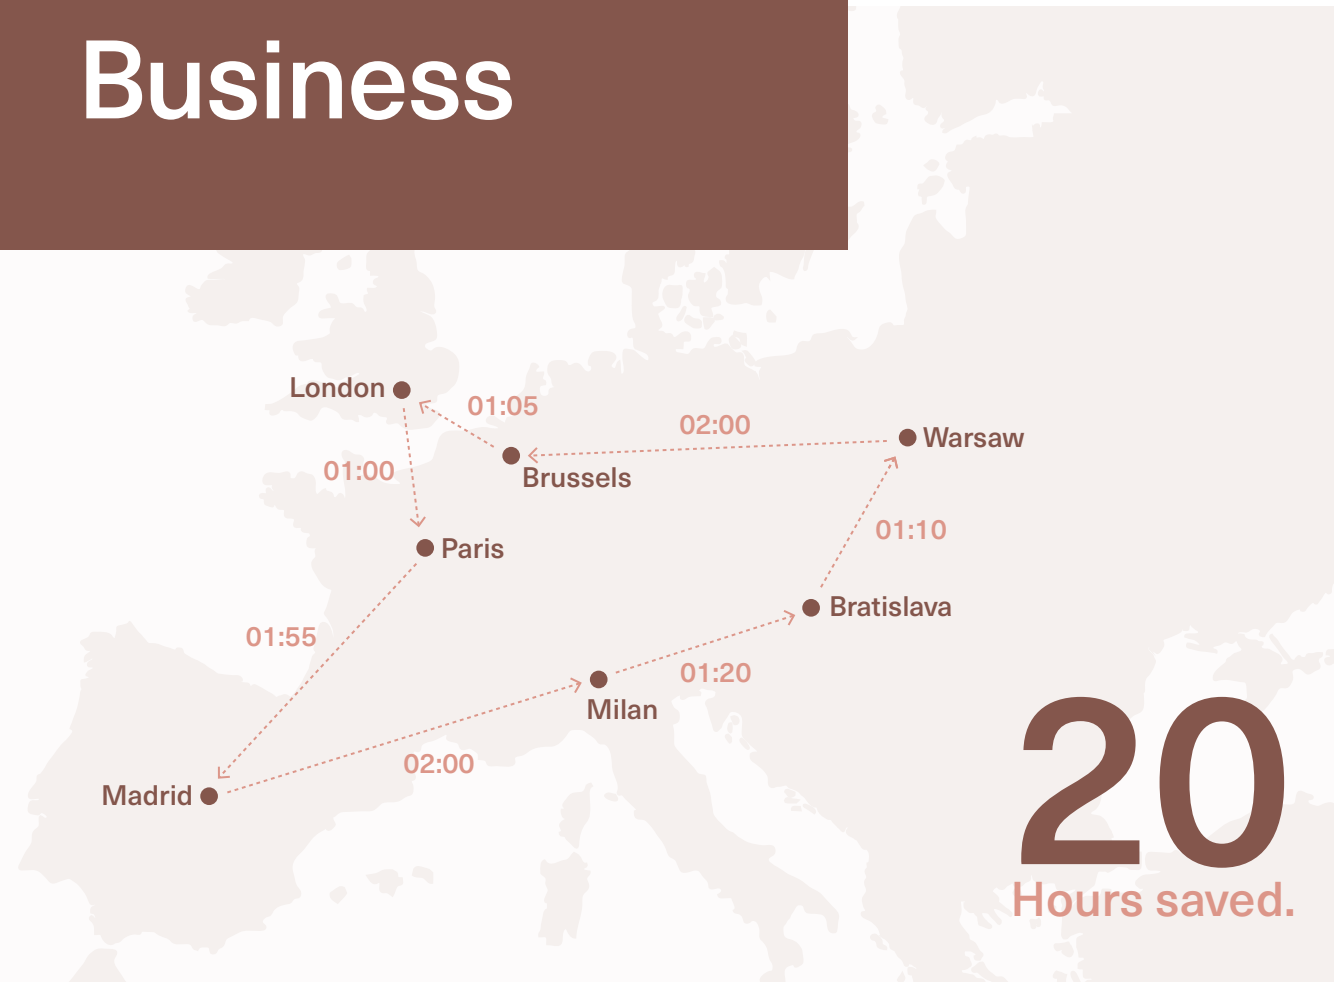 Business
London
01:05
02:00
Warsaw
01:00
Brussels
01:10
Paris
Bratislava
01:55
01:20
Milan
02:00
Madrid
20
Hours saved.